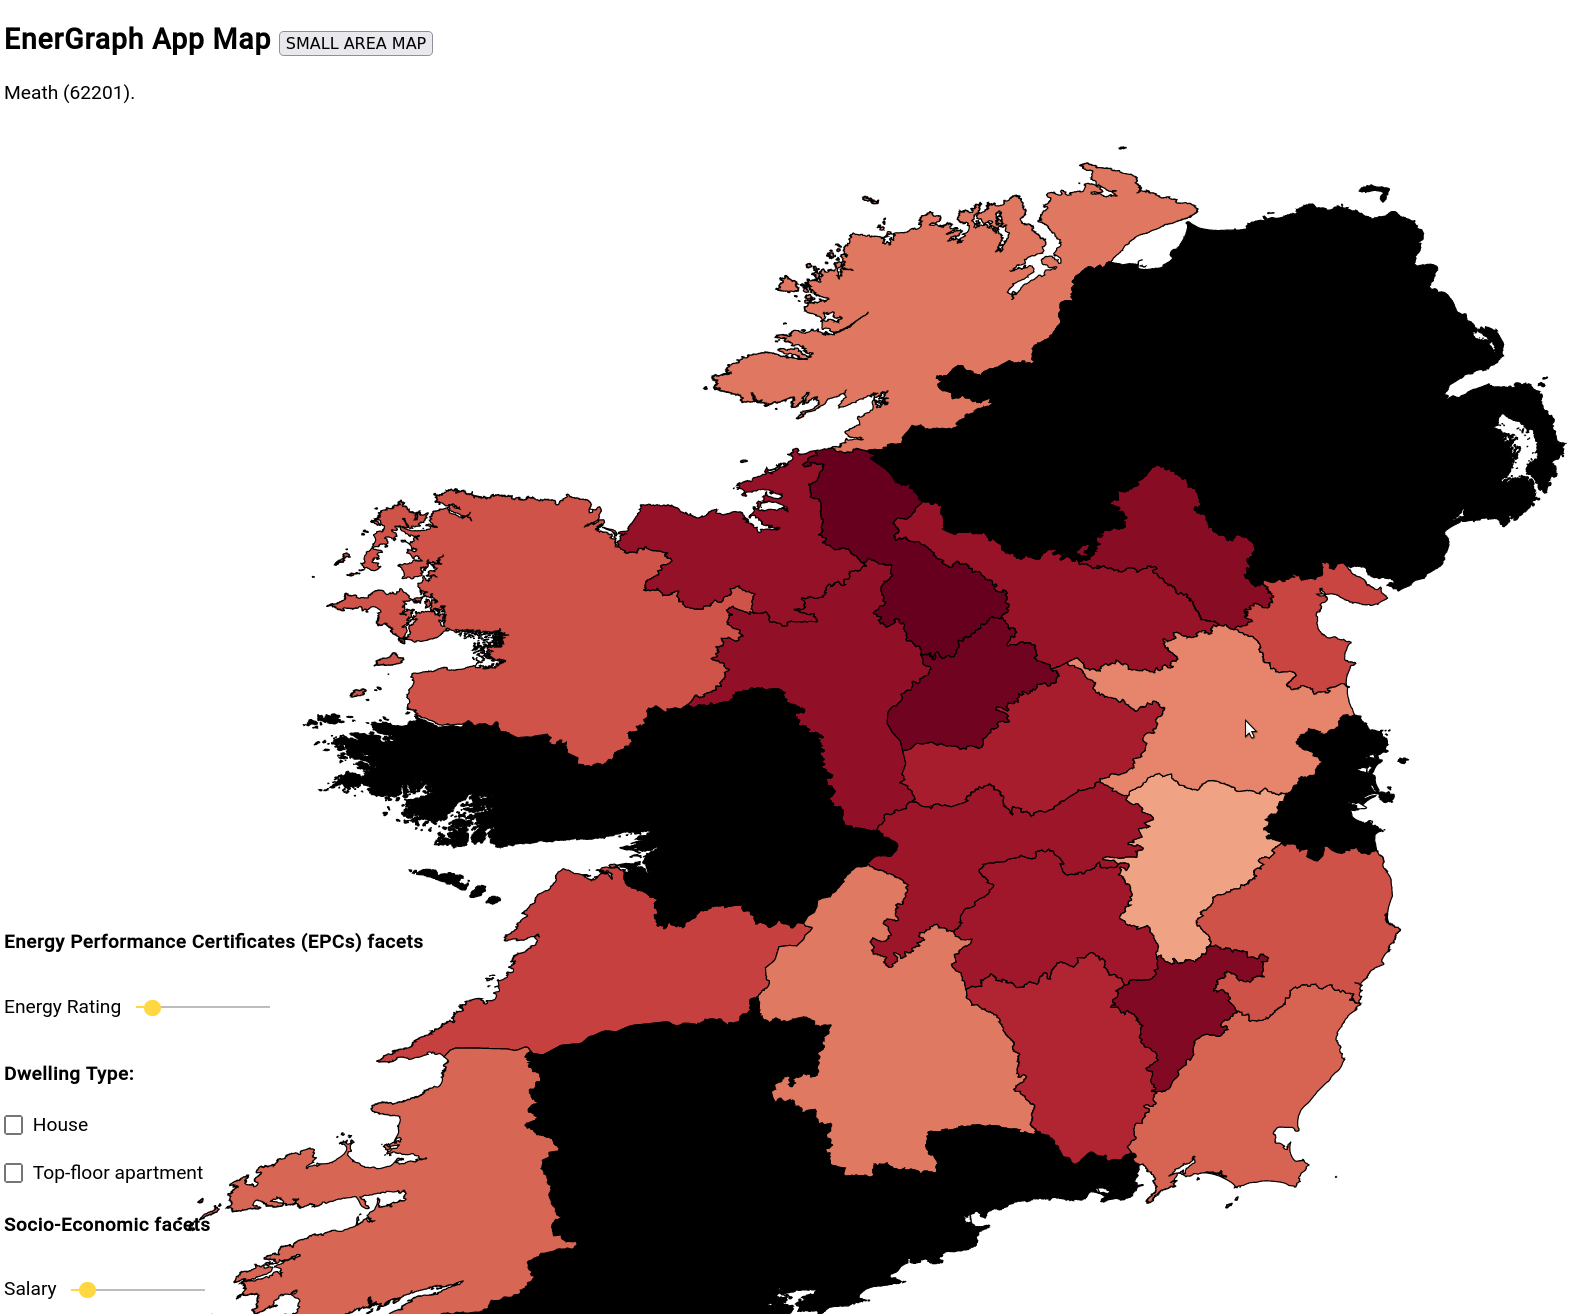 EnerGraph App Map SMALL AREA MAP
Meath (62201).
Energy Performance Certificates (EPCs) facets
Energy Rating
Dwelling Type:
House
Top-floor apartment
Socio-Economic facets
Salary